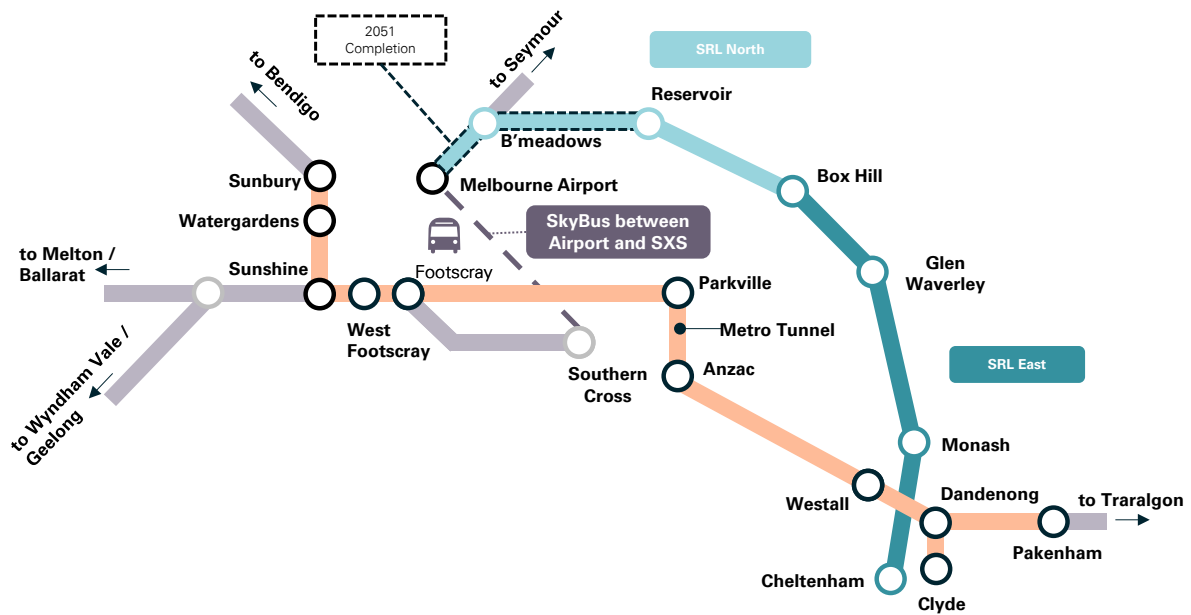 2051
Completion
to Seymour
SRL North
to Bendigo
Reservoir
B'meadows
Sunbury
Melbourne Airport
Box Hill
Watergardens
SkyBus between
Airport and SXS
to Melton /
Ballarat
Sunshine
Footscray
Glen
Waverley
Parkville
West
Footscray
Metro Tunnel
to Wyndham Vale /
Geelong
Southern
Cross
Anzac
SRL East
Monash
Westall
Dandenong
to Traralgon
Pakenham
Cheltenham
Clyde